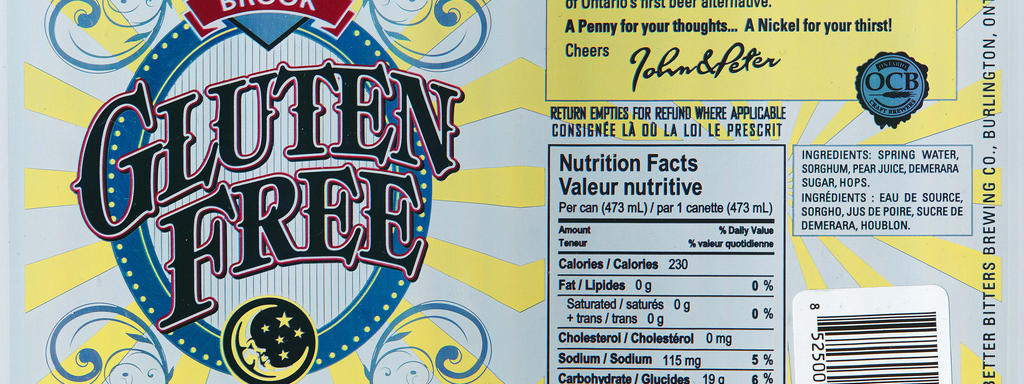 BROOK
GLUTEN
FREE
of Ontario's first beer alternative.
A Penny for your thoughts... A Nickel for your thirst!
Cheers
John & Peter
ONTARIO
OCB
CRAFT BREWERS
RETURN EMPTIES FOR REFUND WHERE APPLICABLE
CONSIGNÉE LÀ OÙ LA LOI LE PRESCRIT
Nutrition Facts
Valeur nutritive
Per can (473 mL) / par 1 canette (473 mL)
Amount % Daily Value
Teneur % valeur quotidienne
Calories / Calories 230
Fat / Lipides 0 g 0 %
Saturated / saturés 0 g
+ trans / trans 0 g 0 %
Cholesterol / Cholestérol 0 mg
Sodium / Sodium 115 mg 5 %
Carbohydrate / Glucides 19 g 6 %
INGREDIENTS: SPRING WATER,
SORGHUM, PEAR JUICE, DEMERARA
SUGAR, HOPS.
INGRÉDIENTS : EAU DE SOURCE,
SORGHO, JUS DE POIRE, SUCRE DE
DEMERARA, HOUBLON.
8 52500
BETTER BITTERS BREWING CO., BURLINGTON, ONT